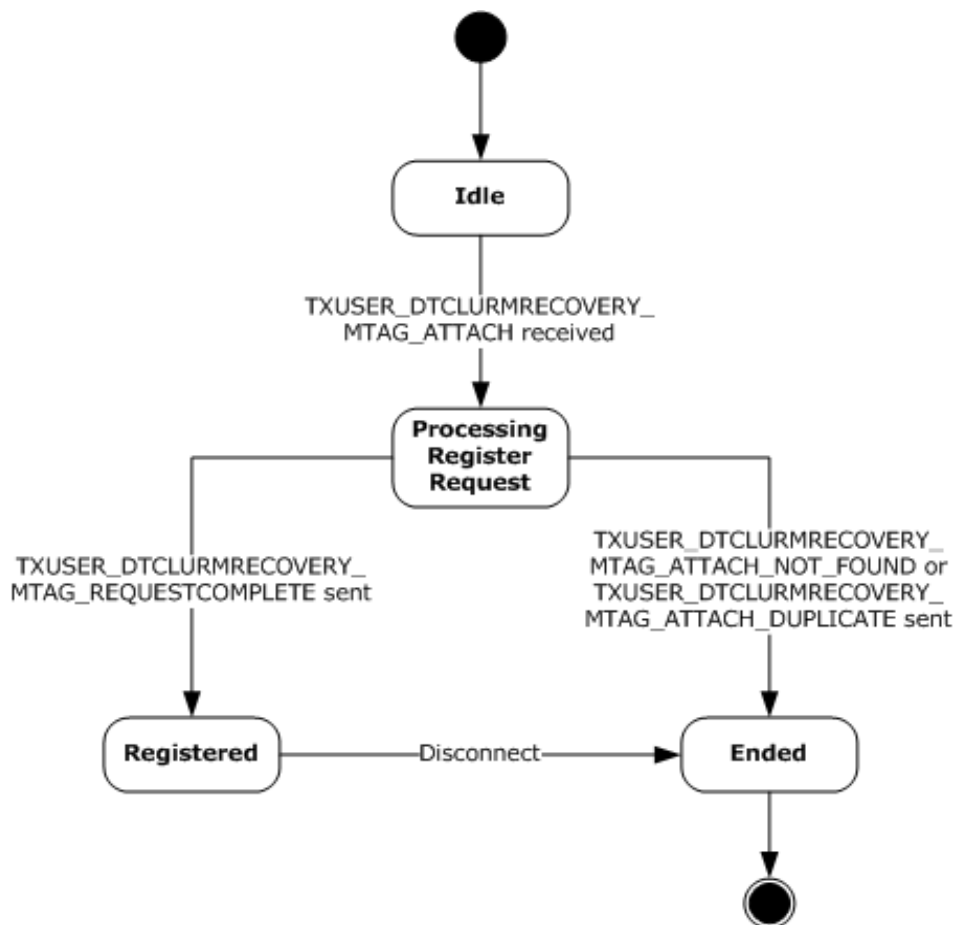 Idle
TXUSER_DTCLURMRECOVERY_
MTAG_ATTACH received
Processing
Register
Request
TXUSER_DTCLURMRECOVERY_
MTAG_REQUESTCOMPLETE sent
TXUSER_DTCLURMRECOVERY_
MTAG_ATTACH_NOT_FOUND or
TXUSER_DTCLURMRECOVERY_
MTAG_ATTACH_DUPLICATE sent
Registered
Disconnect
Ended